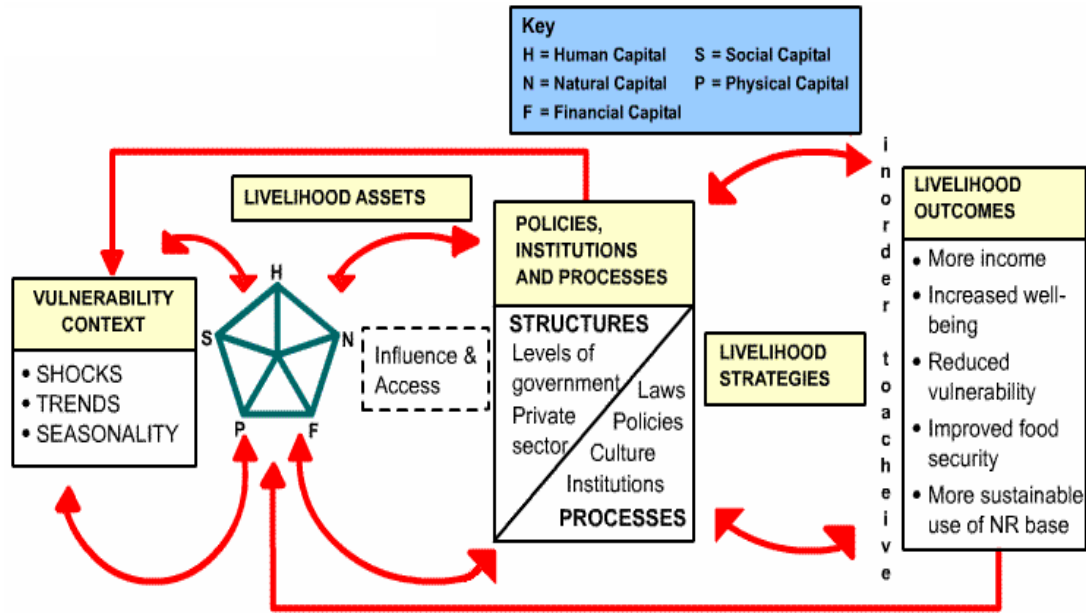 Key
H = Human Capital S = Social Capital
N = Natural Capital P = Physical Capital
F = Financial Capital
LIVELIHOOD ASSETS
H
S
N
P
F
VULNERABILITY
CONTEXT
• SHOCKS
• TRENDS
• SEASONALITY
Influence &
Access
POLICIES,
INSTITUTIONS
AND PROCESSES
STRUCTURES
Levels of
government
Private
sector
Laws
Policies
Culture
Institutions
PROCESSES
LIVELIHOOD
STRATEGIES
inorder toacheive
LIVELIHOOD
OUTCOMES
• More income
• Increased well-
being
• Reduced
vulnerability
• Improved food
security
• More sustainable
use of NR base